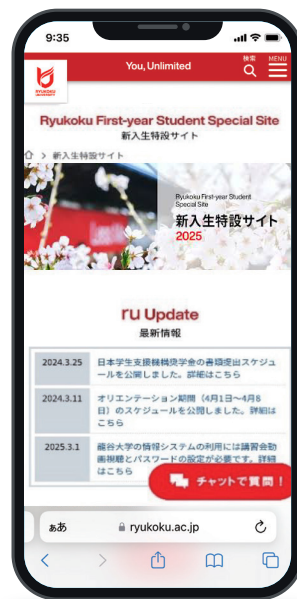 9:35
You, Unlimited
検索
MENU
RYUKOKU
UNIVERSITY
Ryukoku First-year Student Special Site
新入生特設サイト
> 新入生特設サイト
Ryukoku First-year Student
Special Site
新入生特設サイト
2025
ru Update
最新情報
2024.3.25
日本学生支援機構奨学金の書類提出スケジュ
ールを公開しました。詳細はこちら
2024.3.11
オリエンテーション期間（4月1日～4月8
日）のスケジュールを公開しました。詳細は
こちら
2025.3.1
龍谷大学の情報システムの利用には講習会動
画視聴とパスワードの設定が必要です。詳細
はこちら
チャットで質問！
ぁあ
ryukoku.ac.jp